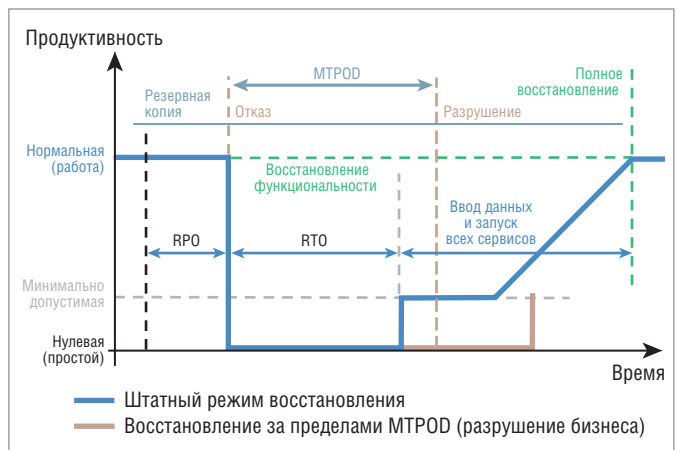 Продуктивность
MTPOD
Полное
восстановление
Резервная
копия
Отказ
Разрушение
Нормальная
(работа)
Восстановление
функциональности
Ввод данных
и запуск
всех сервисов
RPO
RTO
Минимально
допустимая
Нулевая
(простой)
Время
Штатный режим восстановления
Восстановление за пределами MTPOD (разрушение бизнеса)